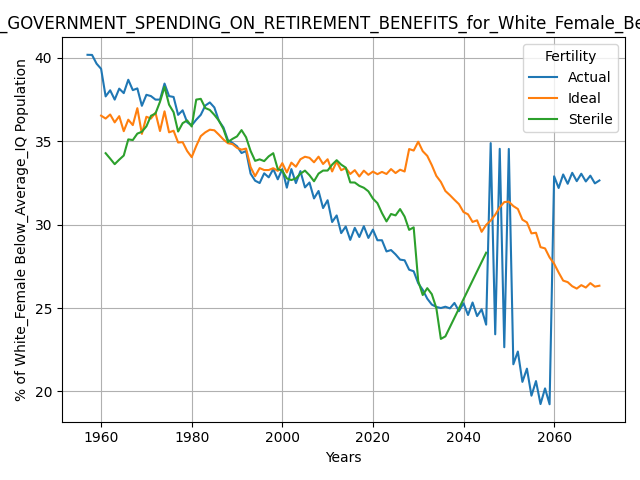 _GOVERNMENT_SPENDING_ON_RETIREMENT_BENEFITS_for_White_Female_Be
% of White_Female Below_Average_IQ Population
40
35
30
25
20
1960
1980
2000
2020
2040
2060
Years
Fertility
Actual
Ideal
Sterile